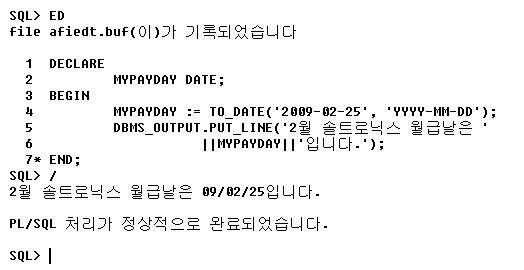 SQL> ED
file afiedt.buf(이)가 기록되었습니다
1 DECLARE
2 MYPAYDAY DATE;
3 BEGIN
4 MYPAYDAY := TO_DATE('2009-02-25', 'YYYY-MM-DD');
5 DBMS_OUTPUT.PUT_LINE('2월 솔트로닉스 월급날은 '
6 ||MYPAYDAY||'입니다.');
7* END;
SQL> /
2월 솔트로닉스 월급날은 09/02/25입니다.
PL/SQL 처리가 정상적으로 완료되었습니다.
SQL>